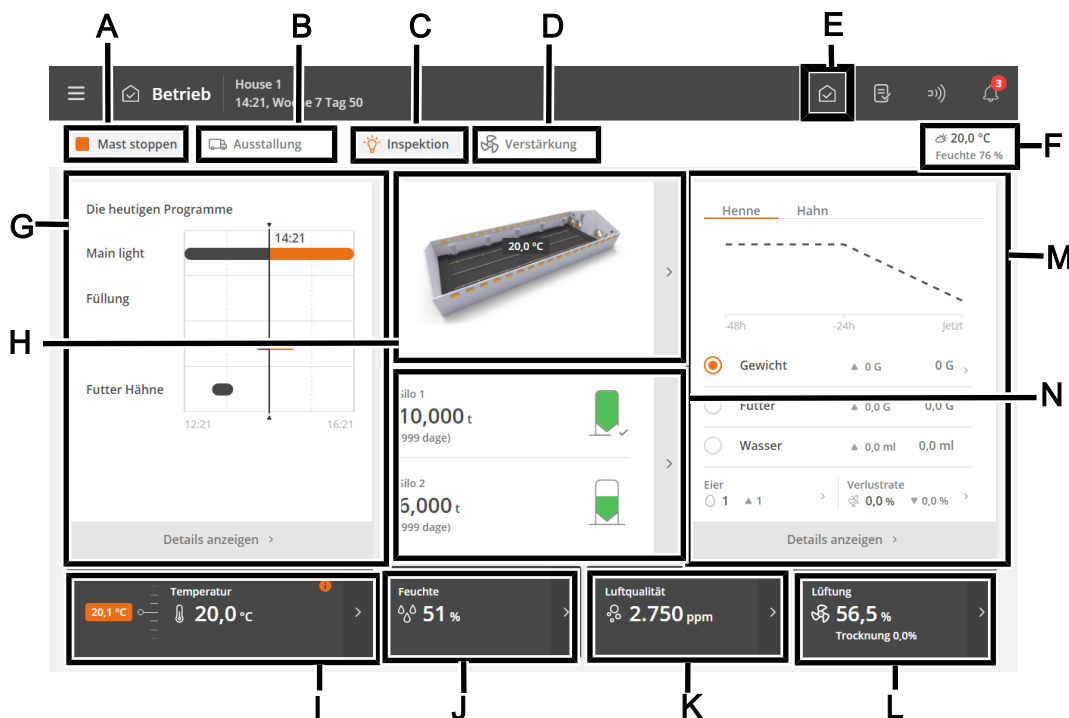 A
B
C
D
E
Betrieb
House 1
14:21, Woche 7 Tag 50
3
Mast stoppen
Ausstallung
Inspektion
Verstärkung
20,0 °C
Feuchte 76 %
F
G
Die heutigen Programme
14:21
Main light
Füllung
Futter Hähne
12:21
16:21
Details anzeigen >
H
20,0 °C
>
Silo 1
10,000 t
(999 dage)
Silo 2
6,000 t
(999 dage)
>
N
M
Henne Hahn
-48h -24h Jetzt
Gewicht ▲ 0 G 0 G >
Futter ▲ 0,0 G 0,0 G
Wasser ▲ 0,0 ml 0,0 ml
Eier
1 ▲ 1 >
Verlustrate
0,0 % ▼ 0,0 % >
Details anzeigen >
Temperatur
i
20,1 °C
20,0 °C >
Feuchte
51 % >
Luftqualität
2.750 ppm >
Lüftung
56,5 % >
Trocknung 0,0%
I
J
K
L